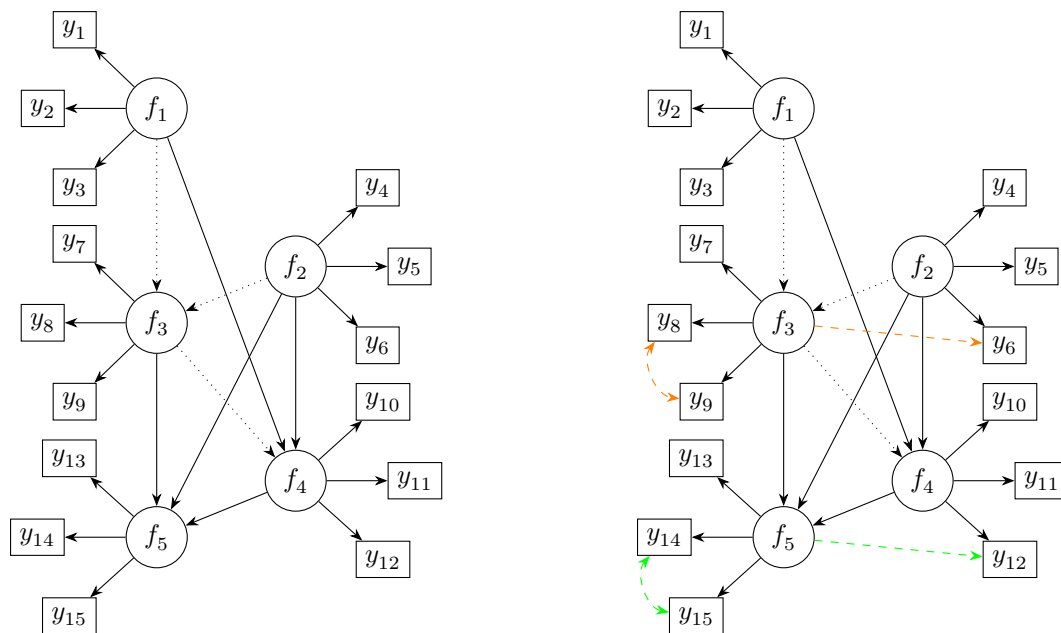 y₁
f₁
y₂
y₃
y₄
y₇
f₂
y₅
f₃
y₈
y₆
y₉
y₁₀
y₁₃
f₄
y₁₁
y₁₄
f₅
y₁₂
y₁₅
y₁
f₁
y₂
y₃
y₄
y₇
f₂
y₅
f₃
y₈
y₆
y₉
y₁₀
y₁₃
f₄
y₁₁
y₁₄
f₅
y₁₂
y₁₅